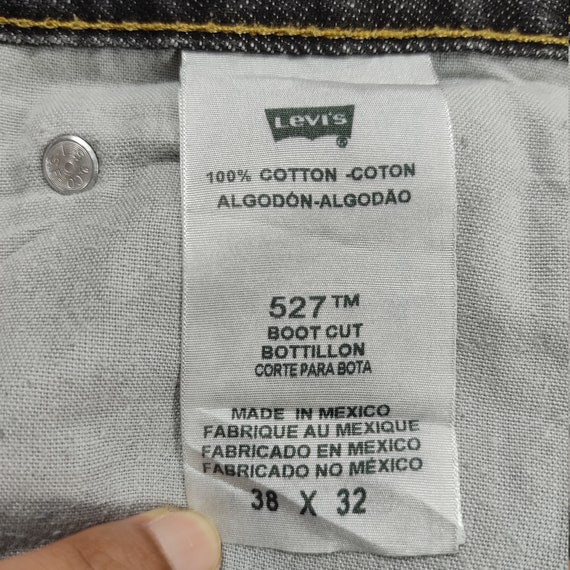 Levi's
®
100% COTTON -COTON
ALGODÓN-ALGODÃO
527™
BOOT CUT
BOTTILLON
CORTE PARA BOTA
MADE IN MEXICO
FABRIQUE AU MEXIQUE
FABRICADO EN MEXICO
FABRICADO NO MÉXICO
38 X 32